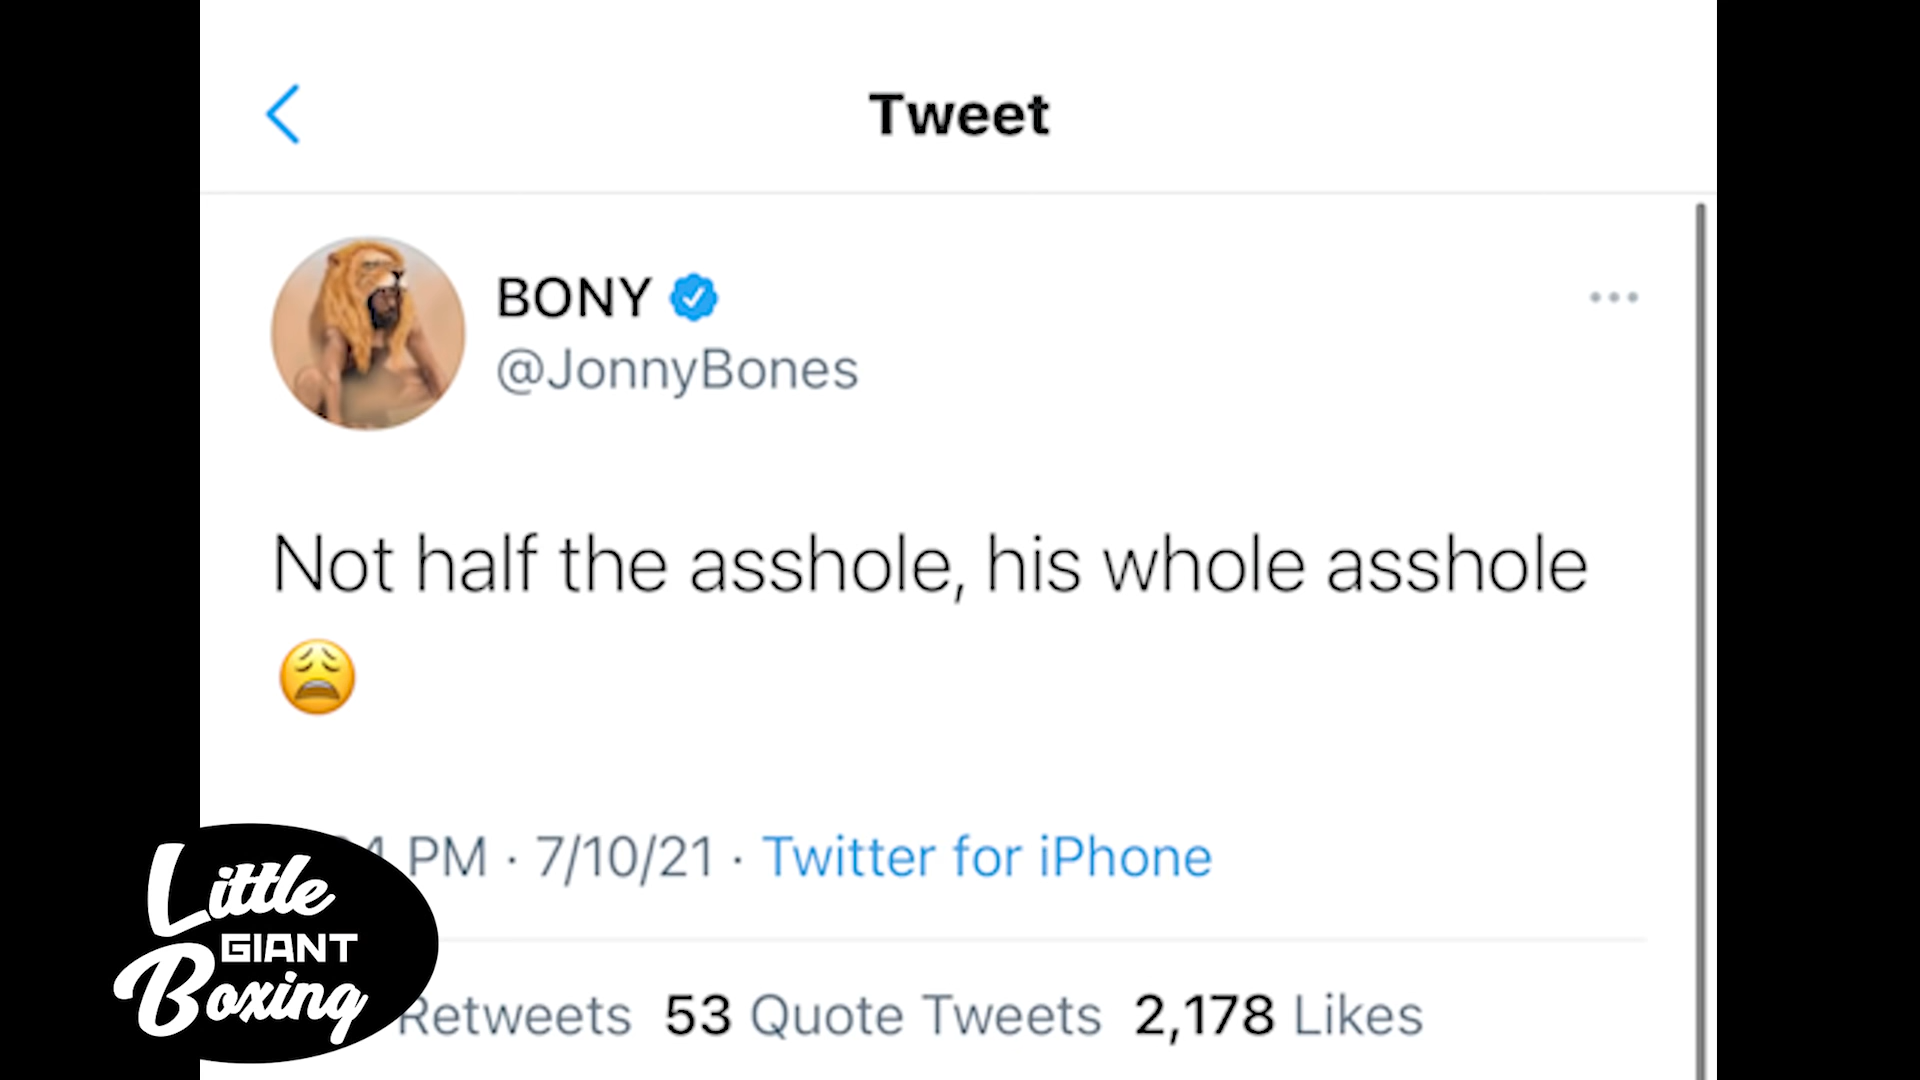 Tweet
BONY
@JonnyBones
Not half the asshole, his whole asshole
😩
PM · 7/10/21 · Twitter for iPhone
Retweets 53 Quote Tweets 2,178 Likes
Little
GIANT
Boxing